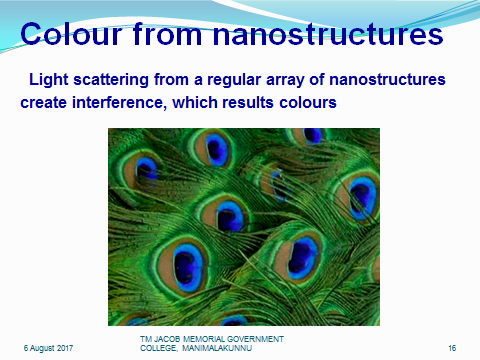 Colour from nanostructures
Light scattering from a regular array of nanostructures
create interference, which results colours
6 August 2017
TM JACOB MEMORIAL GOVERNMENT
COLLEGE, MANIMALAKUNNU
16